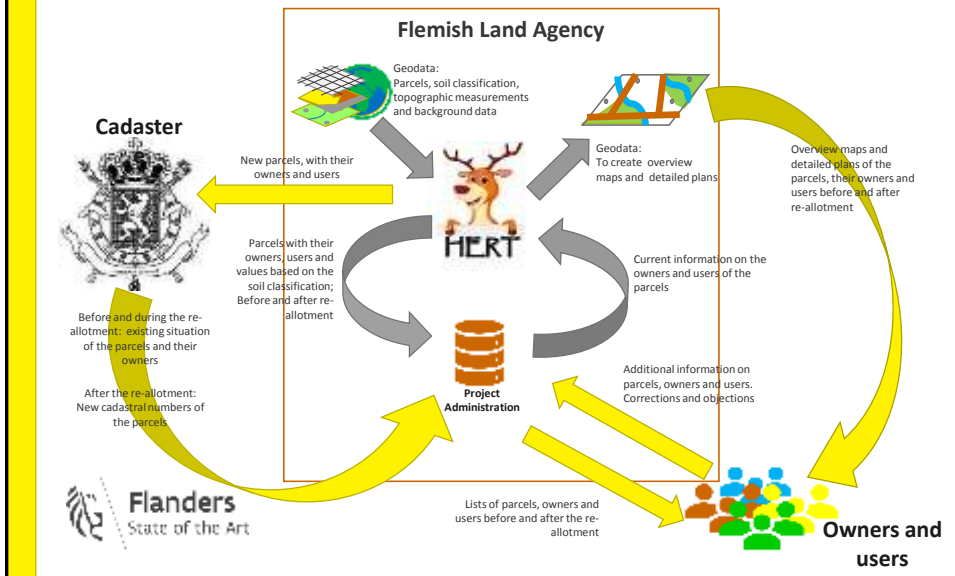 Flemish Land Agency
Geodata:
Parcels, soil classification,
topographic measurements
and background data
Cadaster
New parcels, with their
owners and users
Geodata:
To create overview
maps and detailed plans
Overview maps and
detailed plans of the
parcels, their owners and
users before and after
re-allotment
HERT
Parcels with their
owners, users and
values based on the
soil classification;
Before and after re-
allotment
Current information on the
owners and users of the
parcels
Before and during the re-
allotment: existing situation
of the parcels and their
owners
After the re-allotment:
New cadastral numbers of
the parcels
Project
Administration
Additional information on
parcels, owners and users.
Corrections and objections
Flanders
State of the Art
Lists of parcels, owners and
users before and after the re-
allotment
Owners and
users